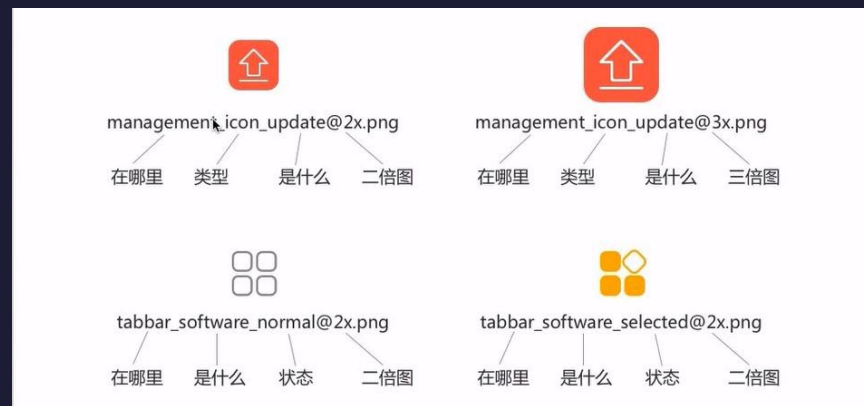 management_icon_update@2x.png management_icon_update@3x.png
在哪里 类型 是什么 二倍图 在哪里 类型 是什么 三倍图
tabbar_software_normal@2x.png tabbar_software_selected@2x.png
在哪里 是什么 状态 二倍图 在哪里 是什么 状态 二倍图